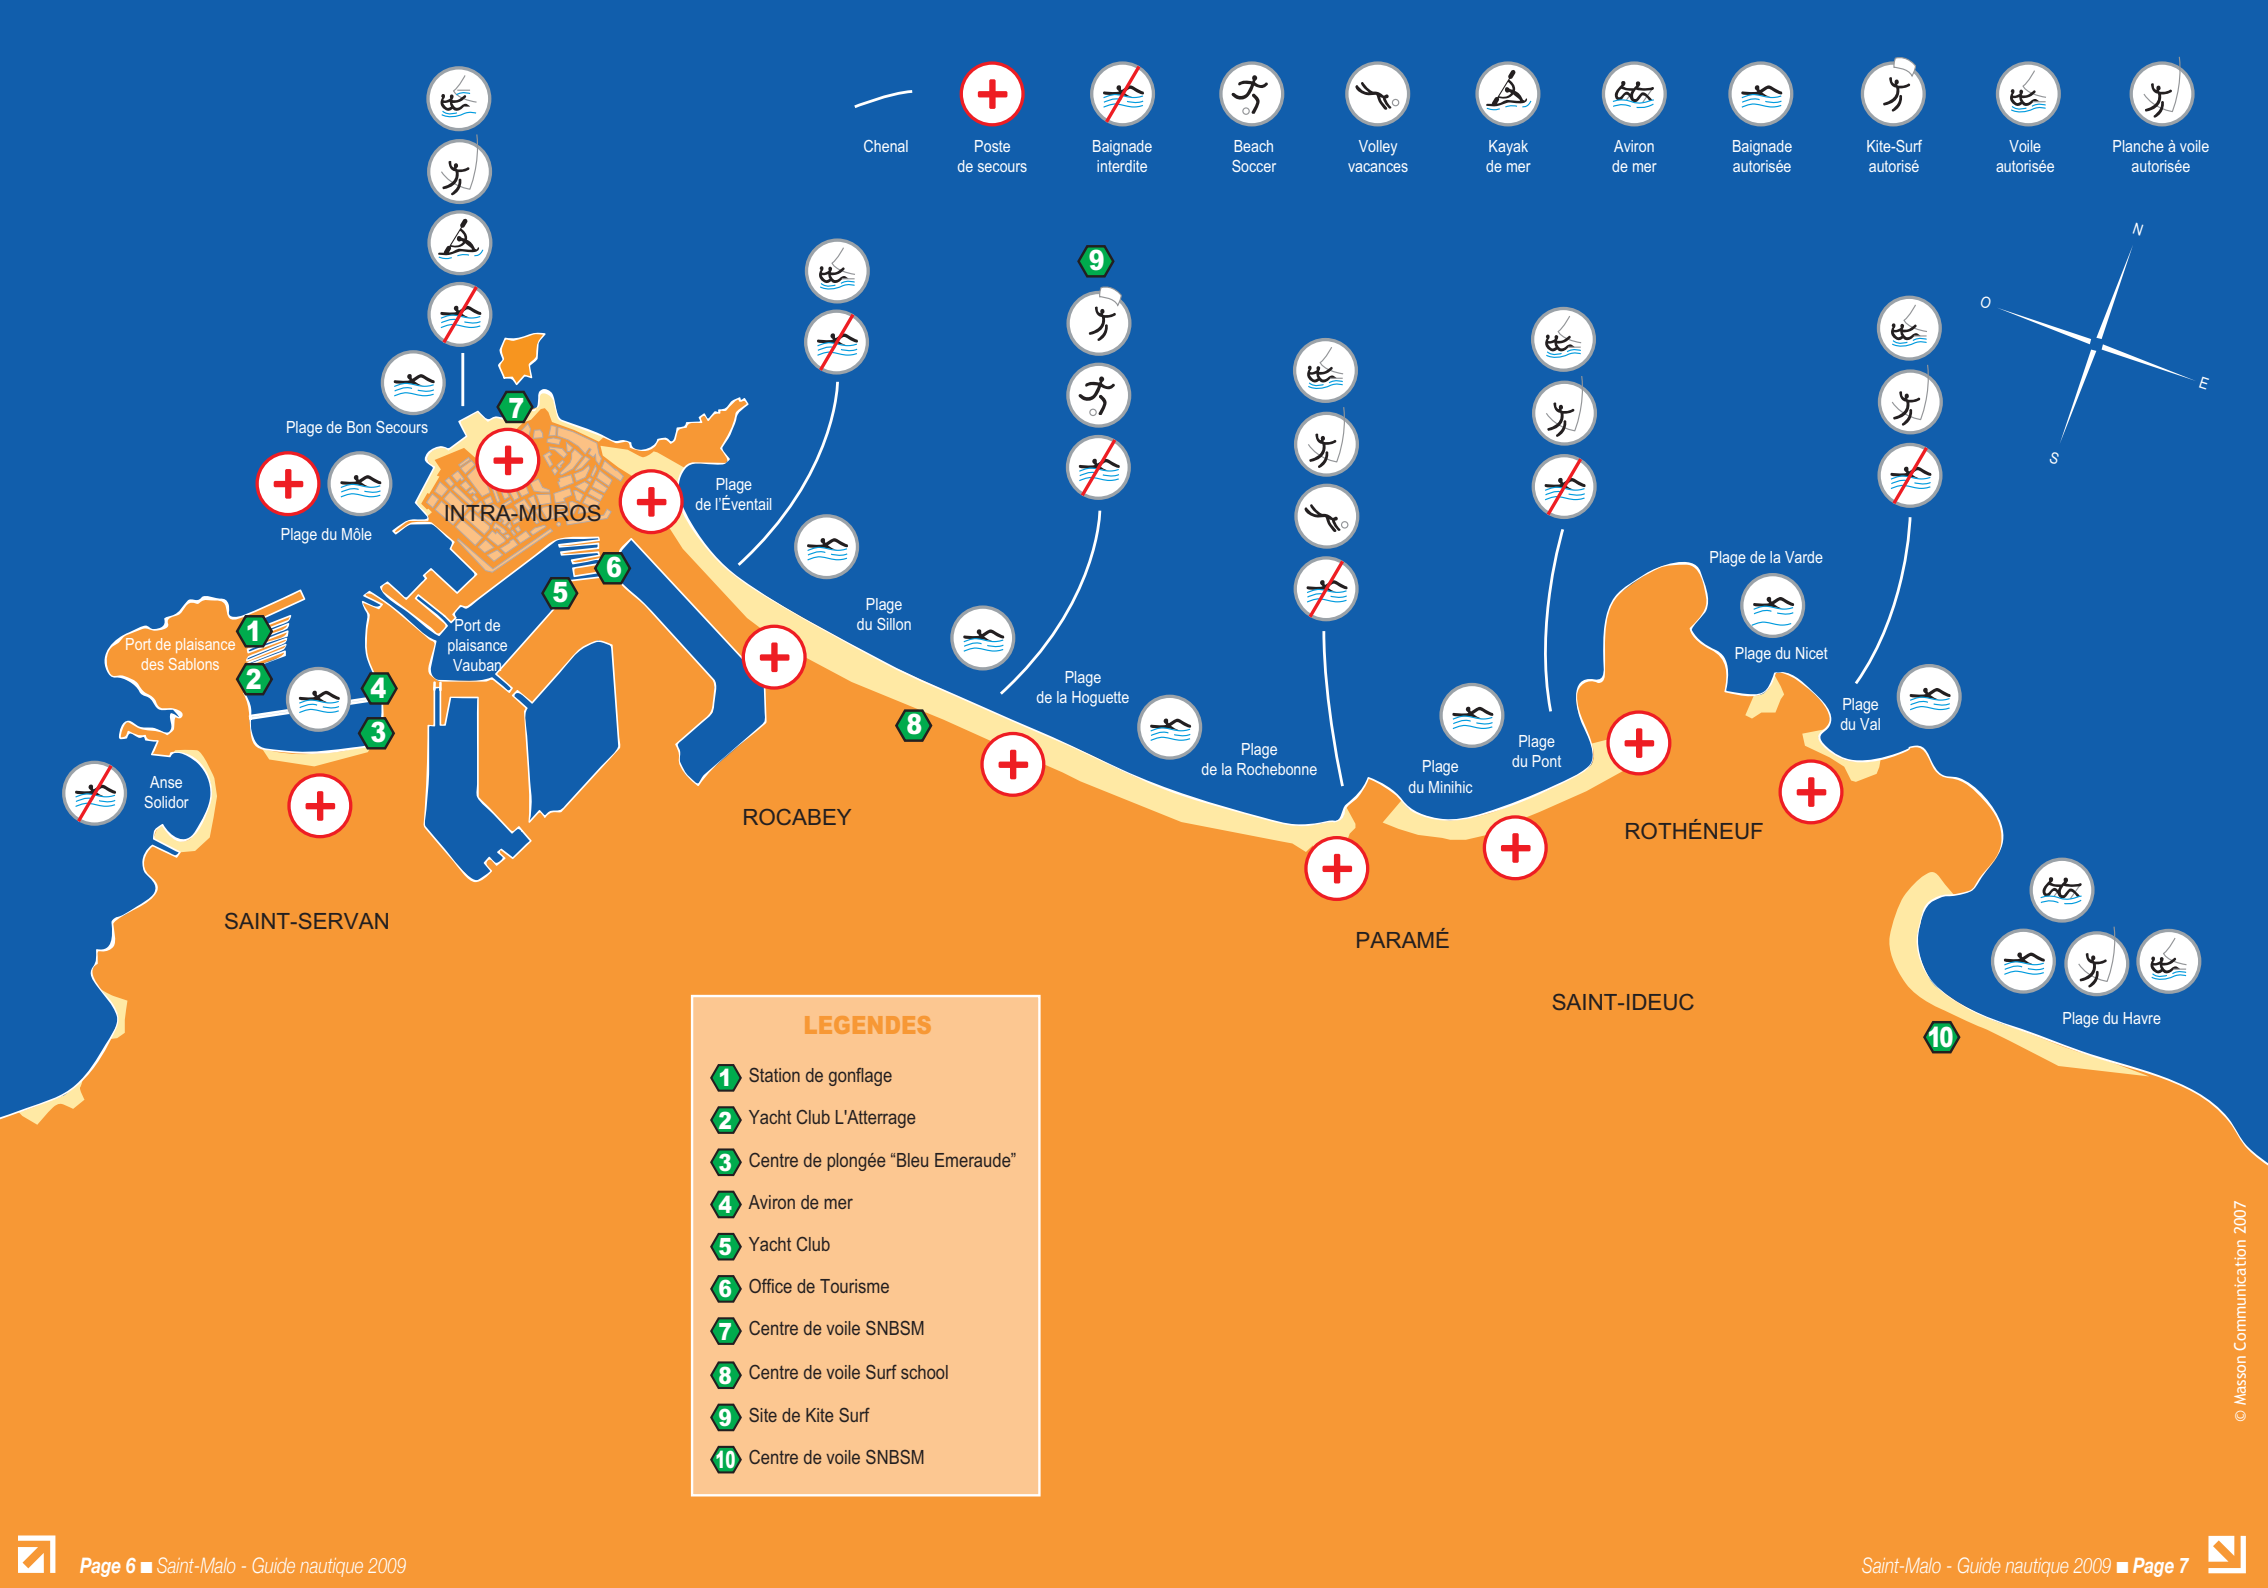 Chenal
Poste
de secours
Baignade
interdite
Beach
Soccer
Volley
vacances
Kayak
de mer
Aviron
de mer
Baignade
autorisée
Kite-Surf
autorisé
Voile
autorisée
Planche à voile
autorisée
N
O
E
S
9
7
Plage de Bon Secours
Plage du Môle
INTRA-MUROS
Plage
de l'Éventail
6
5
1
Port de plaisance
des Sablons
2
4
3
Port de
plaisance
Vauban
Plage
du Sillon
Plage
de la Hoguette
8
Plage
de la Rochebonne
Plage
du Minihic
Plage
du Pont
Plage de la Varde
Plage du Nicet
Plage
du Val
Anse
Solidor
ROCABEY
ROTHÉNEUF
SAINT-SERVAN
PARAMÉ
SAINT-IDEUC
Plage du Havre
10
LEGENDES
1 Station de gonflage
2 Yacht Club L'Atterrage
3 Centre de plongée “Bleu Emeraude”
4 Aviron de mer
5 Yacht Club
6 Office de Tourisme
7 Centre de voile SNBSM
8 Centre de voile Surf school
9 Site de Kite Surf
10 Centre de voile SNBSM
© Masson Communication 2007
Page 6 ■ Saint-Malo - Guide nautique 2009
Saint-Malo - Guide nautique 2009 ■ Page 7